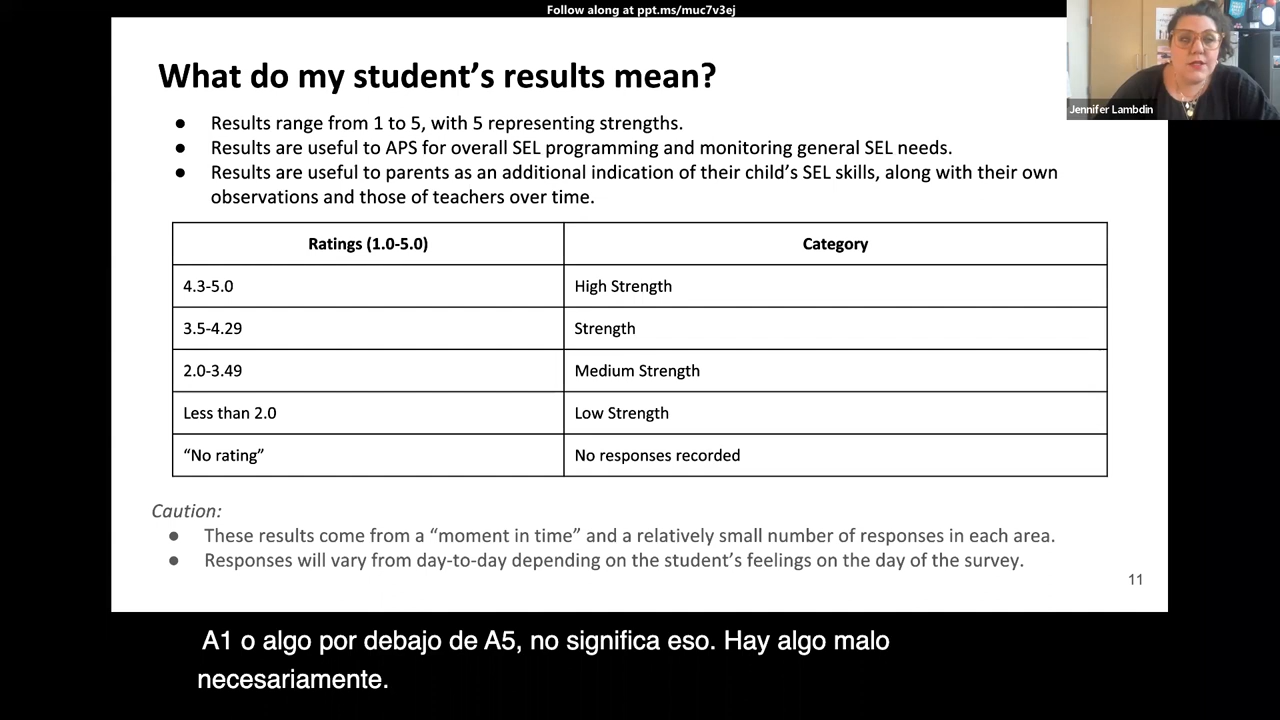 Follow along at ppt.ms/muc7v3ej
What do my student's results mean?
Jennifer Lambdin
● Results range from 1 to 5, with 5 representing strengths.
● Results are useful to APS for overall SEL programming and monitoring general SEL needs.
● Results are useful to parents as an additional indication of their child's SEL skills, along with their own
observations and those of teachers over time.
Ratings (1.0-5.0) Category
4.3-5.0 High Strength
3.5-4.29 Strength
2.0-3.49 Medium Strength
Less than 2.0 Low Strength
“No rating” No responses recorded
Caution:
● These results come from a “moment in time” and a relatively small number of responses in each area.
● Responses will vary from day-to-day depending on the student's feelings on the day of the survey.
11
A1 o algo por debajo de A5, no significa eso. Hay algo malo
necesariamente.